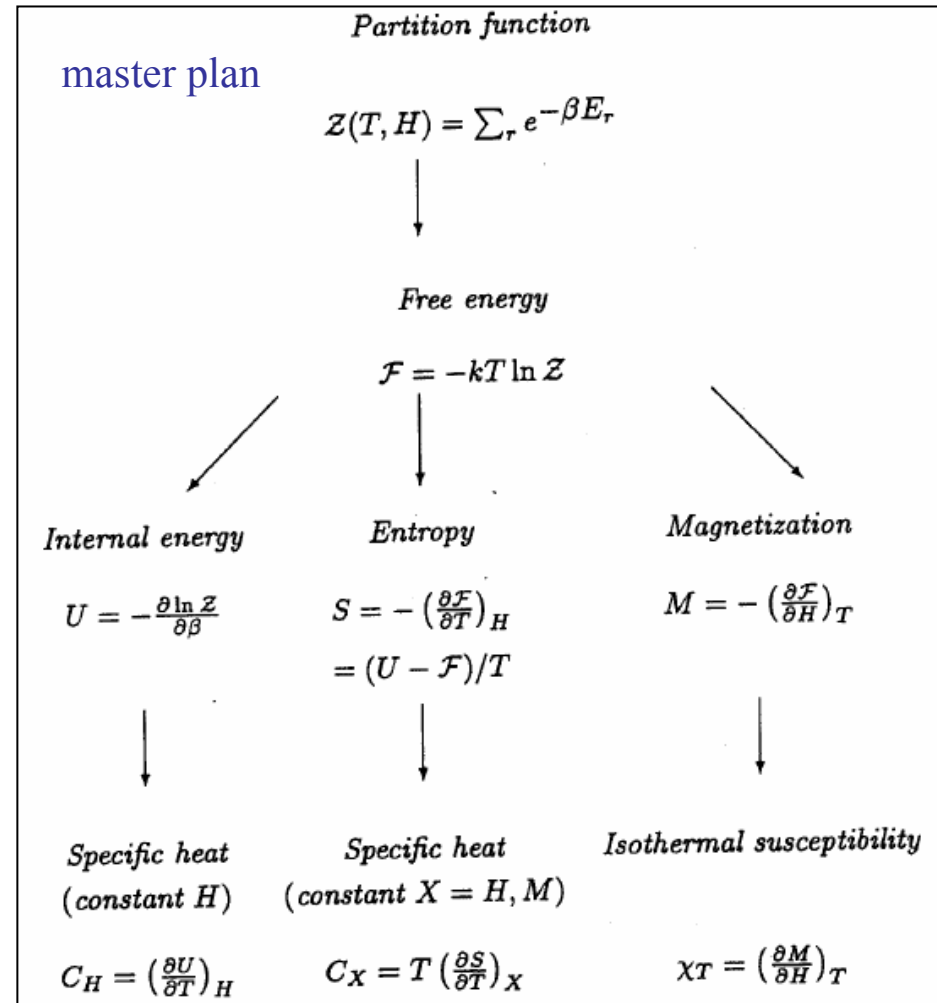 Partition function
master plan
Z(T, H) = ∑_r e^{-βE_r}
Free energy
F = -kT ln Z
Internal energy
U = -∂ ln Z/∂β
Entropy
S = -(∂F/∂T)_H
= (U - F)/T
Magnetization
M = -(∂F/∂H)_T
Specific heat
(constant H)
C_H = (∂U/∂T)_H
Specific heat
(constant X = H, M)
C_X = T (∂S/∂T)_X
Isothermal susceptibility
χ_T = (∂M/∂H)_T